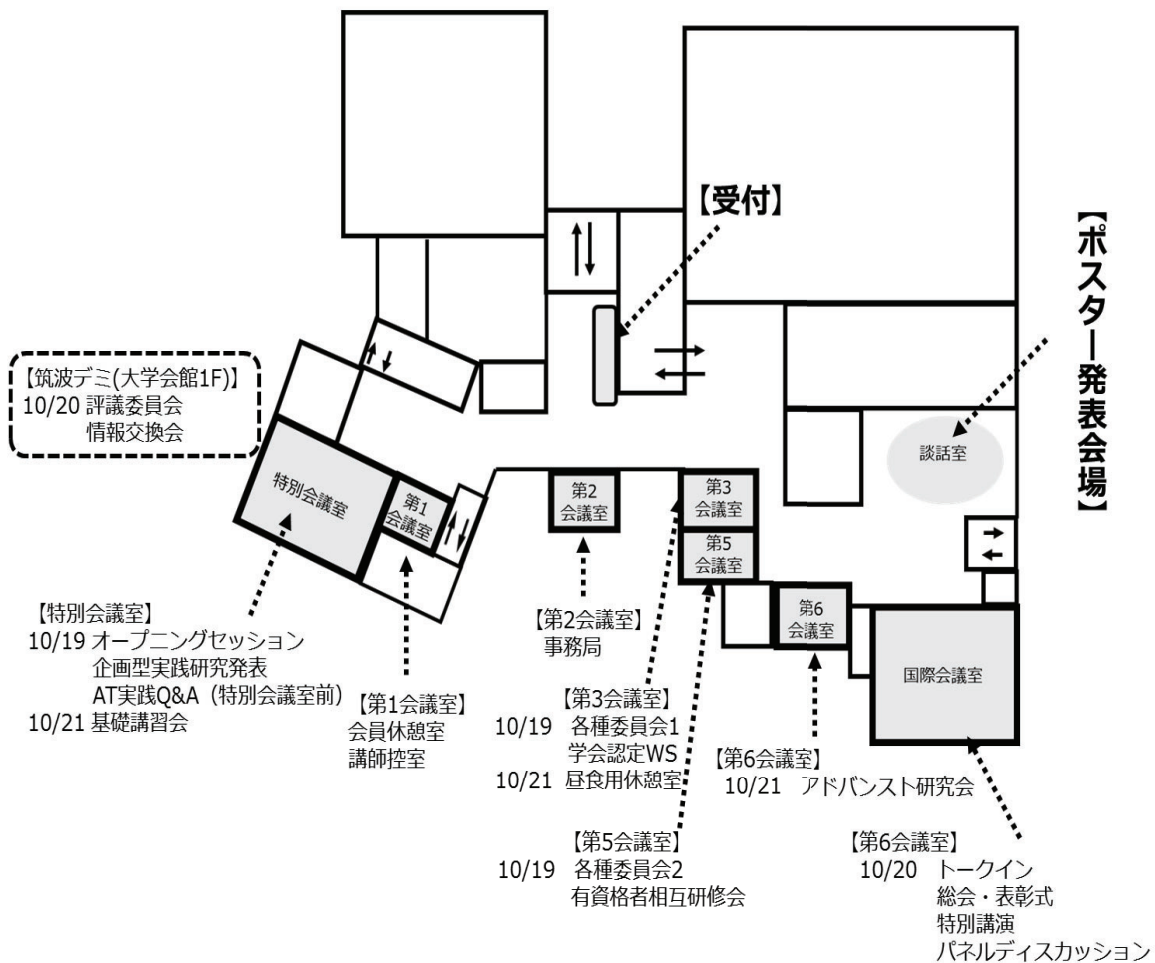 【受付】
【ポスター発表会場】
【筑波デミ(大学会館1F)】
10/20 評議委員会
情報交換会
談話室
特別会議室
第1
会議室
第2
会議室
第3
会議室
第5
会議室
第6
会議室
国際会議室
【特別会議室】
10/19 オープニングセッション
企画型実践研究発表
AT実践Q&A（特別会議室前）
10/21 基礎講習会
【第1会議室】
会員休憩室
講師控室
【第2会議室】
事務局
【第3会議室】
10/19 各種委員会1
学会認定WS
10/21 昼食用休憩室
【第5会議室】
10/19 各種委員会2
有資格者相互研修会
【第6会議室】
10/21 アドバンスト研究会
【第6会議室】
10/20 トークイン
総会・表彰式
特別講演
パネルディスカッション